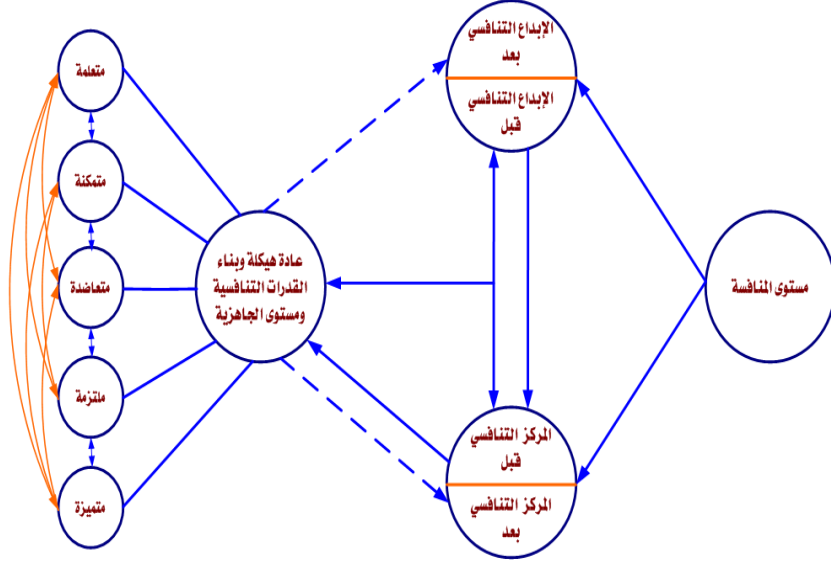 الإبداع التنافسي
بعد
الإبداع التنافسي
قبل
مستوى المنافسة
المركز التنافسي
قبل
المركز التنافسي
بعد
عادة هيكلة وبناء
القدرات التنافسية
ومستوى الجاهزية
متعلمة
متمكنة
متعاضدة
ملتزمة
متميزة